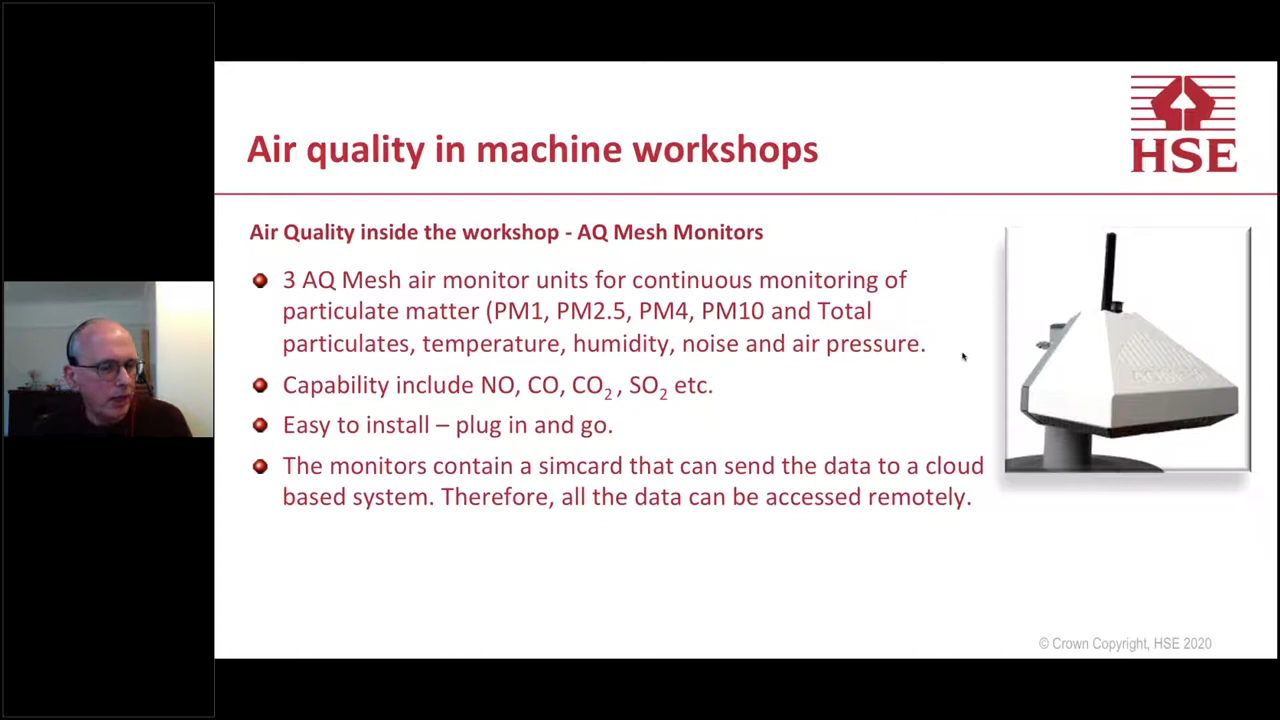 HSE
Air quality in machine workshops
Air Quality inside the workshop - AQ Mesh Monitors
3 AQ Mesh air monitor units for continuous monitoring of
particulate matter (PM1, PM2.5, PM4, PM10 and Total
particulates, temperature, humidity, noise and air pressure.
Capability include NO, CO, CO₂ , SO₂ etc.
Easy to install – plug in and go.
The monitors contain a simcard that can send the data to a cloud
based system. Therefore, all the data can be accessed remotely.
© Crown Copyright, HSE 2020